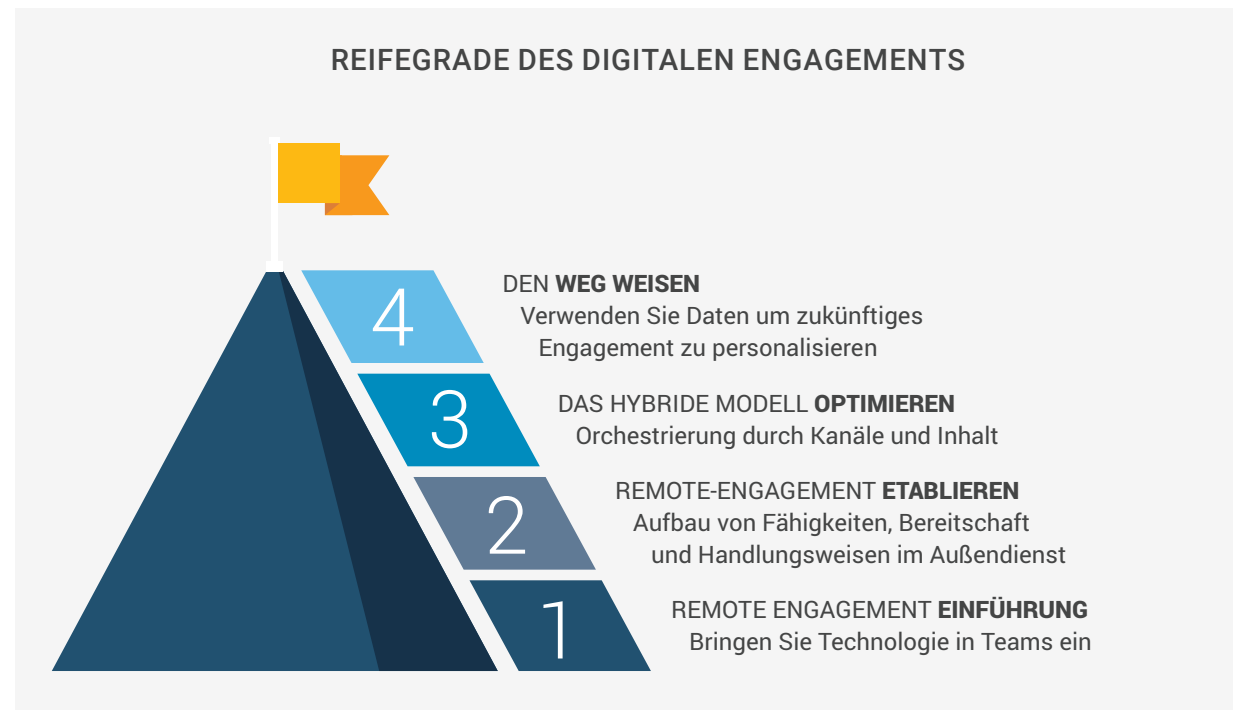 REIFEGRADE DES DIGITALEN ENGAGEMENTS
4
DEN WEG WEISEN
Verwenden Sie Daten um zukünftiges
Engagement zu personalisieren
3
DAS HYBRIDE MODELL OPTIMIEREN
Orchestrierung durch Kanäle und Inhalt
2
REMOTE-ENGAGEMENT ETABLIEREN
Aufbau von Fähigkeiten, Bereitschaft
und Handlungsweisen im Außendienst
1
REMOTE ENGAGEMENT EINFÜHRUNG
Bringen Sie Technologie in Teams ein